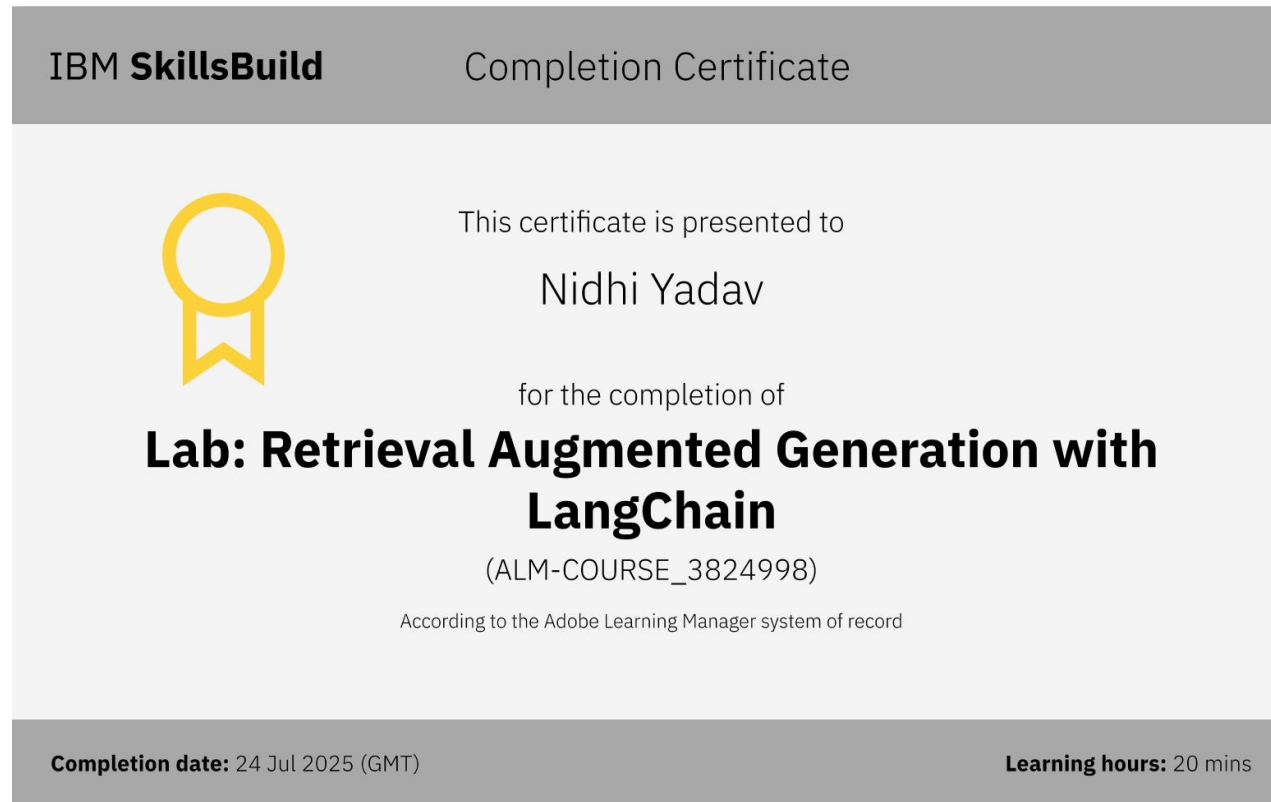 IBM SkillsBuild
Completion Certificate
This certificate is presented to
Nidhi Yadav
for the completion of
Lab: Retrieval Augmented Generation with
LangChain
(ALM-COURSE_3824998)
According to the Adobe Learning Manager system of record
Completion date: 24 Jul 2025 (GMT)
Learning hours: 20 mins